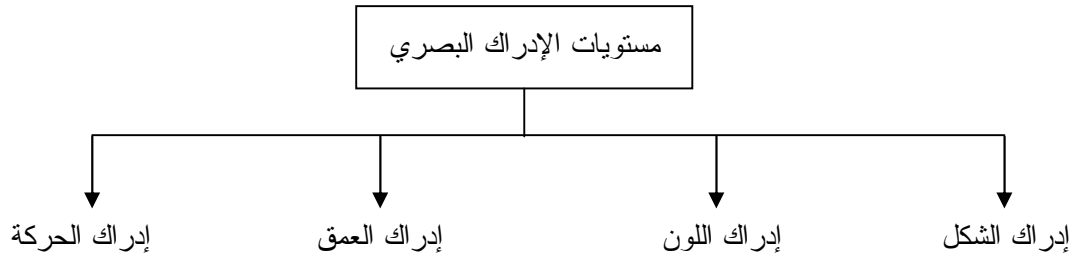 مستويات الإدراك البصري
إدراك الشكل
إدراك اللون
إدراك العمق
إدراك الحركة